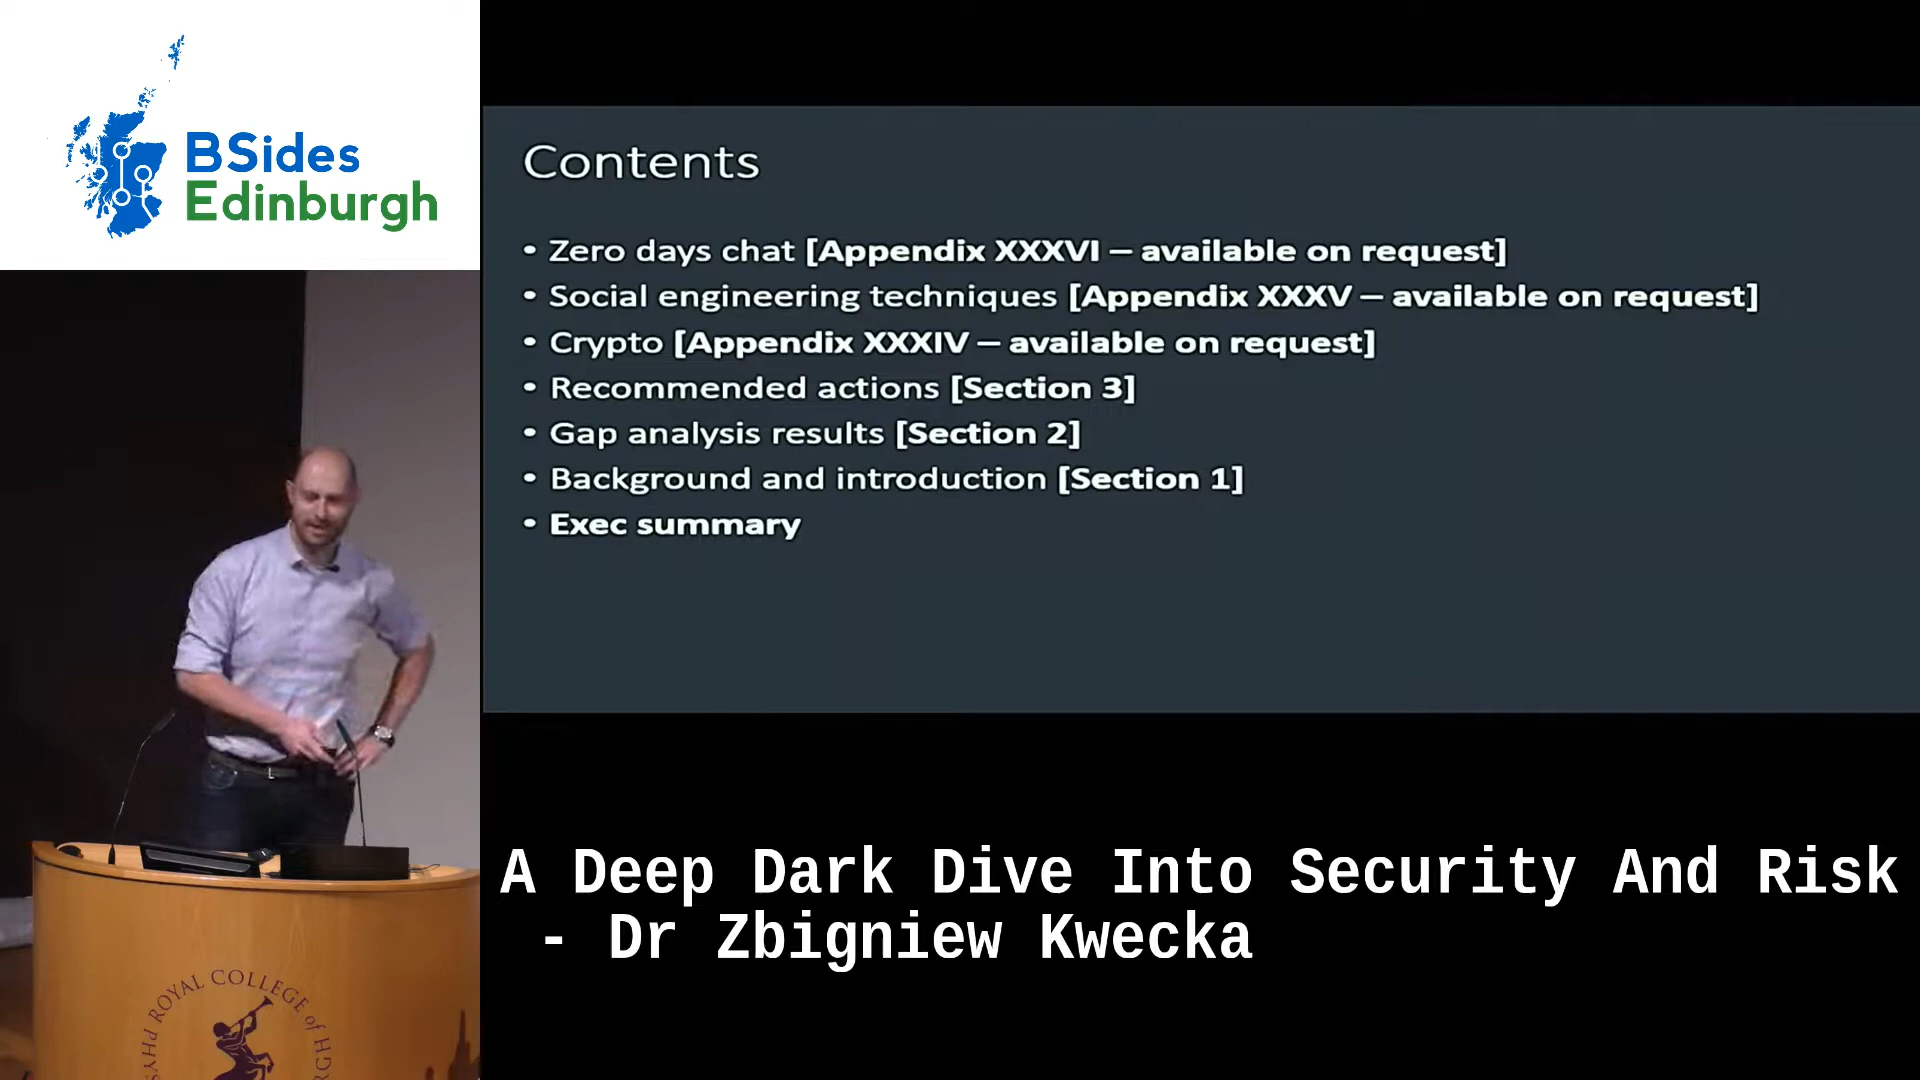 BSides
Edinburgh
Contents
• Zero days chat [Appendix XXXVI – available on request]
• Social engineering techniques [Appendix XXXV – available on request]
• Crypto [Appendix XXXIV – available on request]
• Recommended actions [Section 3]
• Gap analysis results [Section 2]
• Background and introduction [Section 1]
• Exec summary
A Deep Dark Dive Into Security And Risk
- Dr Zbigniew Kwecka
ROYAL COLLEGE of